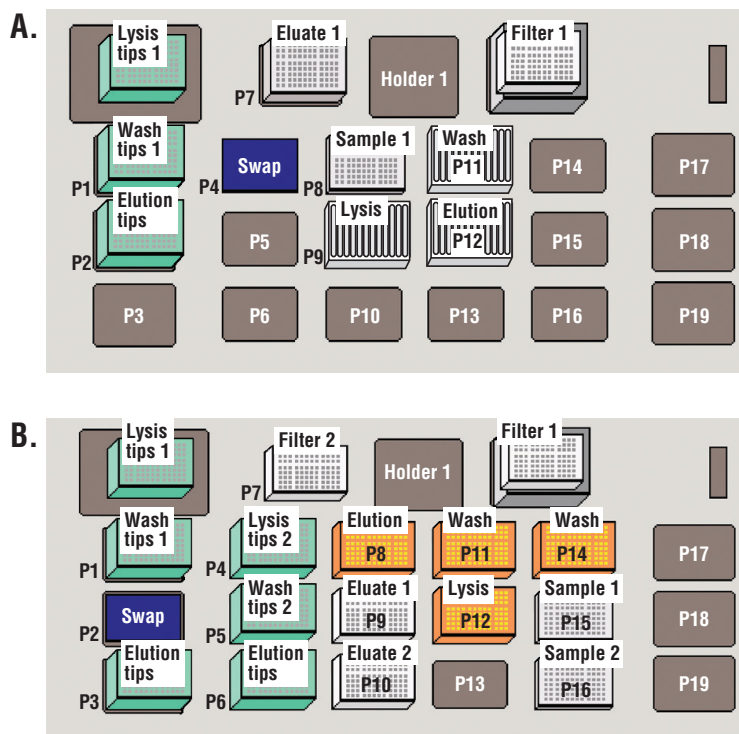 A.
Lysis
tips 1
Eluate 1
Filter 1
Holder 1
P7
Wash
tips 1
Sample 1
Wash
Swap
P11
P14
P17
P1
P4
P8
Elution
tips
Lysis
Elution
P5
P12
P15
P18
P2
P9
P3
P6
P10
P13
P16
P19
B.
Lysis
tips 1
Filter 2
Filter 1
Holder 1
P7
Wash
tips 1
Lysis
tips 2
Elution
Wash
Wash
P8
P11
P14
P17
P1
P4
Swap
Wash
tips 2
Eluate 1
Lysis
Sample 1
P9
P12
P15
P18
P2
P5
Elution
tips
Elution
tips
Eluate 2
Sample 2
P10
P13
P16
P19
P3
P6